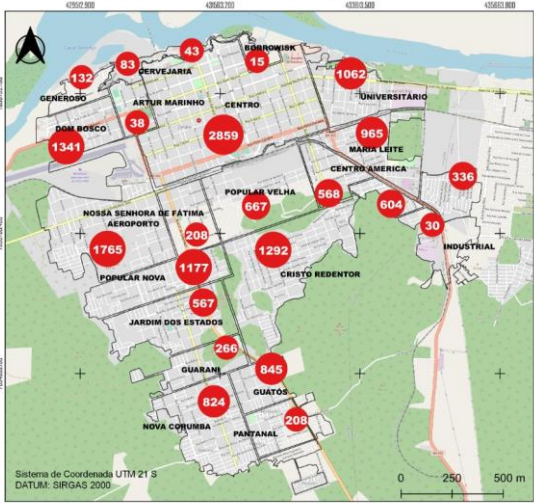 43
BORROWISK
15
83
CERVEJARIA
132
1062
GENEROSO
UNIVERSITÁRIO
ARTUR MARINHO
CENTRO
38
DOM BOSCO
2859
965
1341
MARIA LEITE
CENTRO AMERICA
336
POPULAR VELHA
568
667
604
NOSSA SENHORA DE FÁTIMA
AEROPORTO
208
30
1765
1292
INDUSTRIAL
1177
CRISTO REDENTOR
POPULAR NOVA
567
JARDIM DOS ESTADOS
266
GUARANI
845
GUATÓS
824
208
NOVA CORUMBA
PANTANAL
Sistema de Coordenada UTM 21 S
DATUM: SIRGAS 2000
0 250 500 m